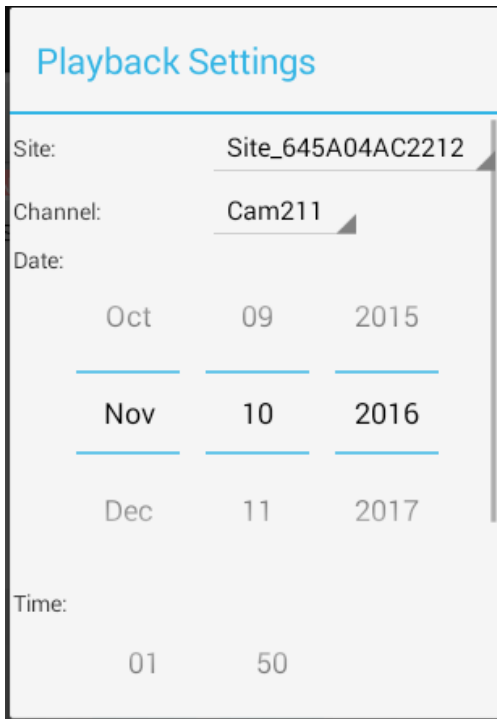 Playback Settings
Site: Site_645A04AC2212
Channel: Cam211
Date:
Oct 09 2015
Nov 10 2016
Dec 11 2017
Time:
01 50